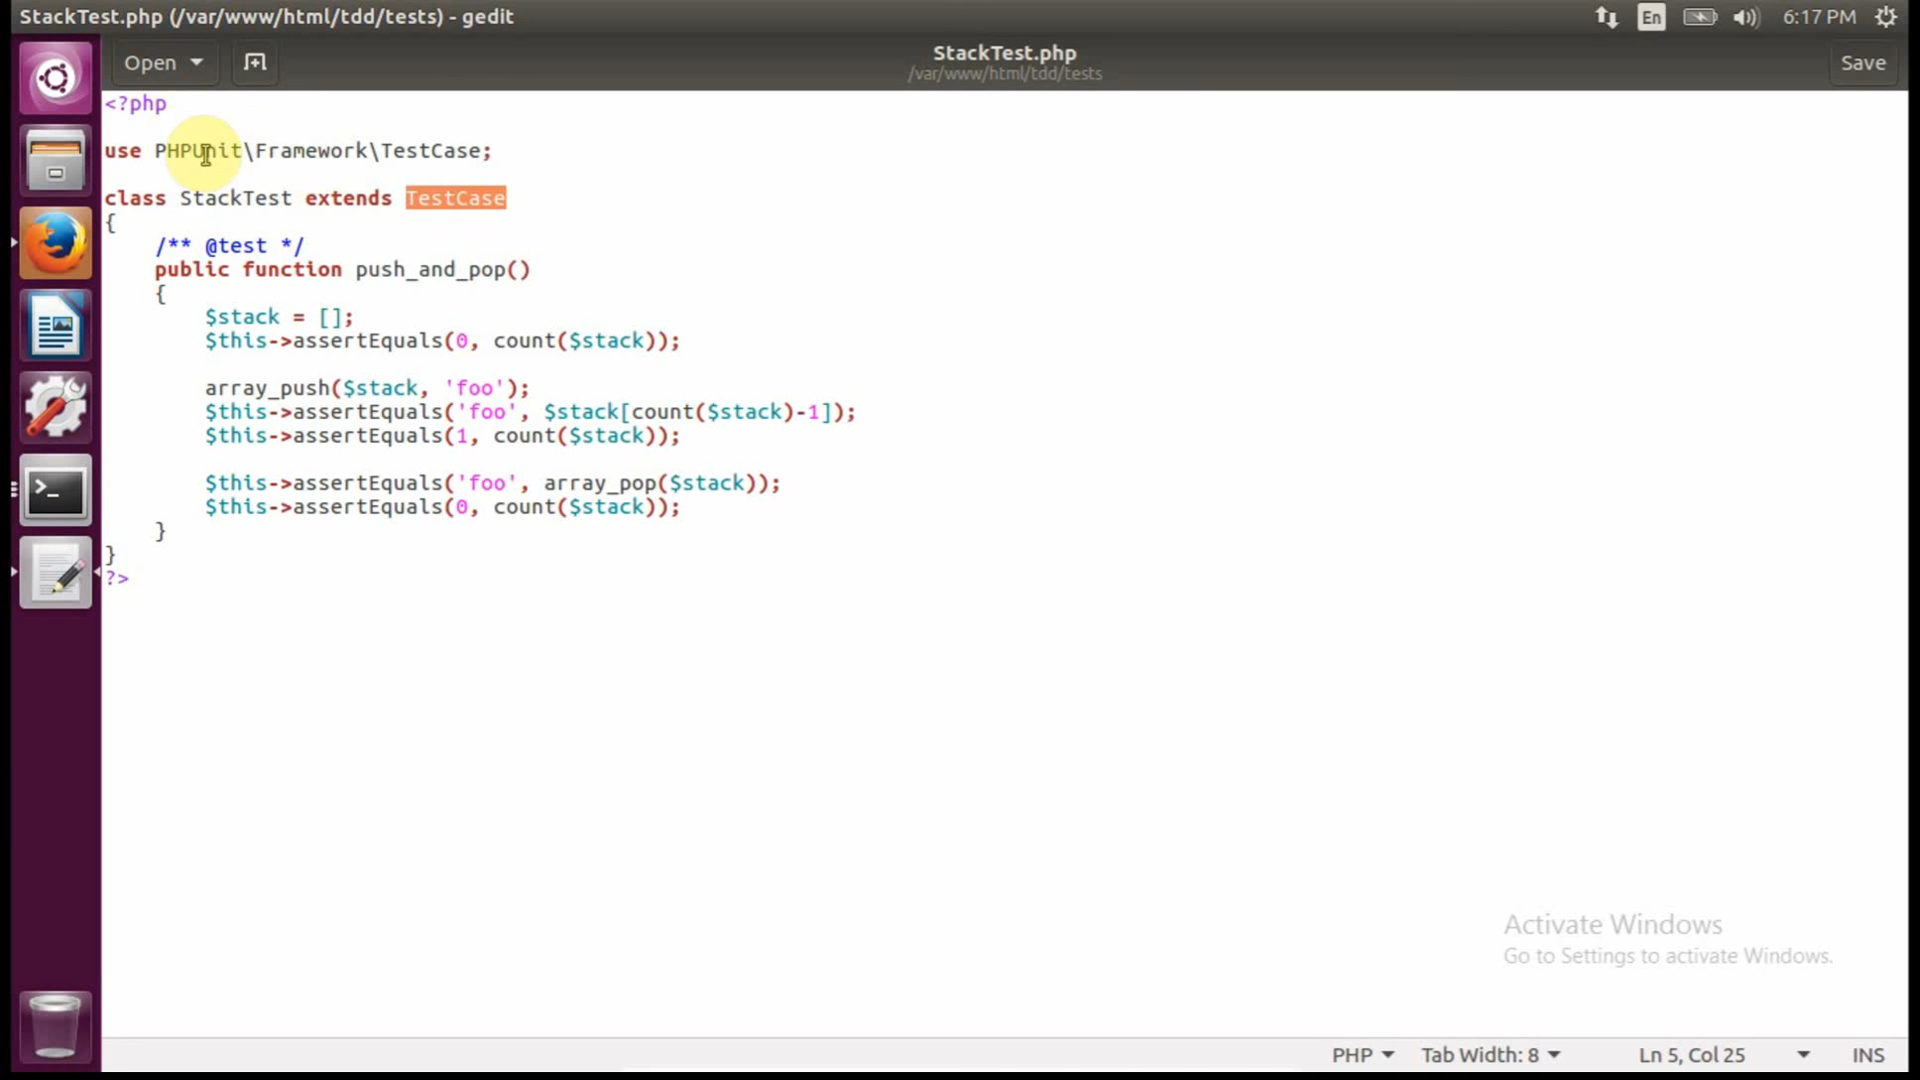 StackTest.php (/var/www/html/tdd/tests) - gedit
En
6:17 PM
Open
StackTest.php
/var/www/html/tdd/tests
Save
<?php
use PHPUnit\Framework\TestCase;
class StackTest extends TestCase
{
/** @test */
public function push_and_pop()
{
$stack = [];
$this->assertEquals(0, count($stack));
array_push($stack, 'foo');
$this->assertEquals('foo', $stack[count($stack)-1]);
$this->assertEquals(1, count($stack));
$this->assertEquals('foo', array_pop($stack));
$this->assertEquals(0, count($stack));
}
}
?>
Activate Windows
Go to Settings to activate Windows.
PHP
Tab Width: 8
Ln 5, Col 25
INS